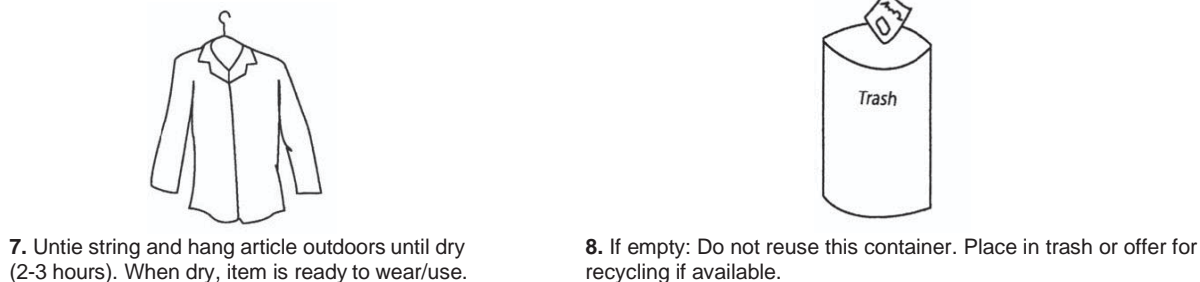 Trash
7. Untie string and hang article outdoors until dry
(2-3 hours). When dry, item is ready to wear/use.
8. If empty: Do not reuse this container. Place in trash or offer for
recycling if available.